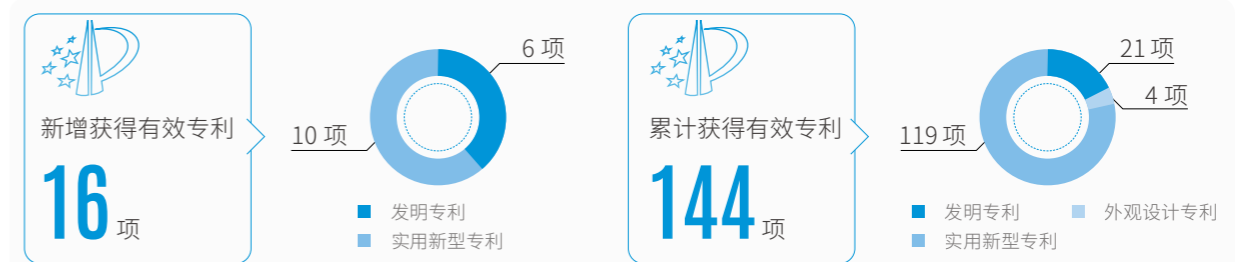 新增获得有效专利
16 项
6 项
10 项
发明专利
实用新型专利
累计获得有效专利
144 项
21 项
4 项
119 项
发明专利
外观设计专利
实用新型专利